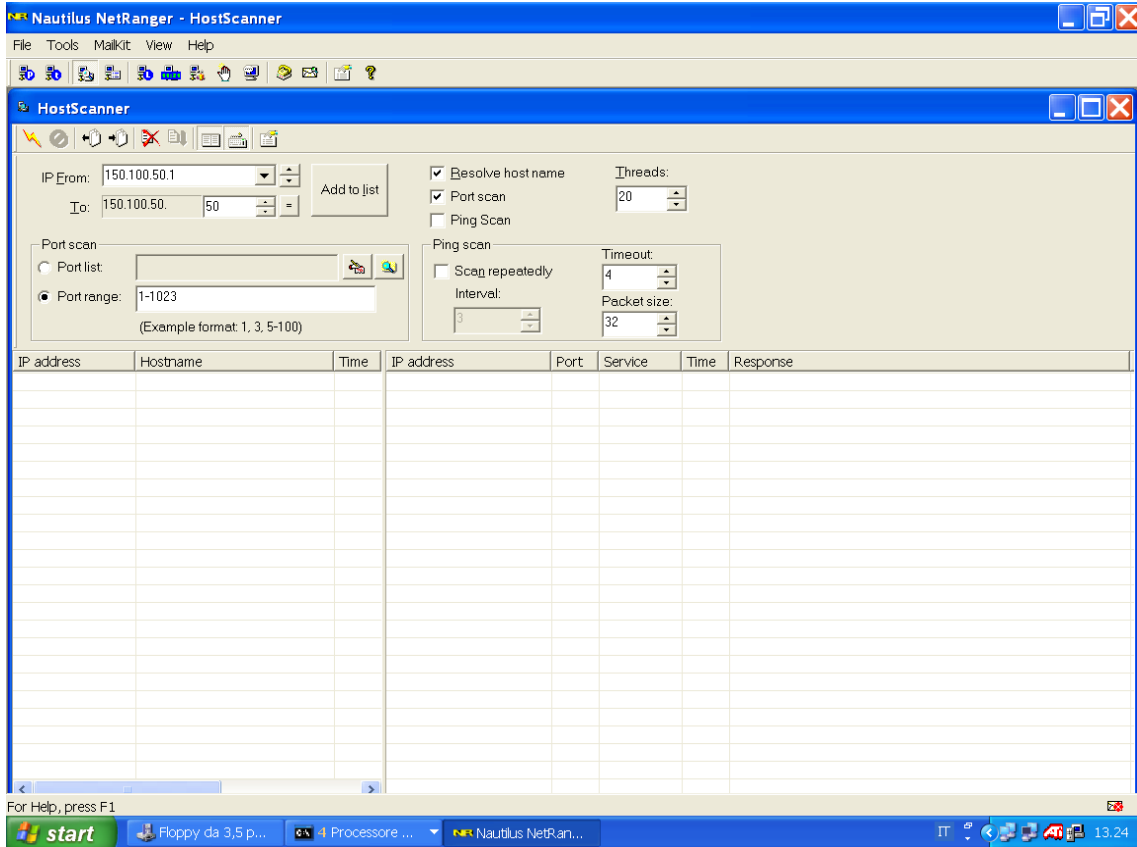 Nautilus NetRanger - HostScanner
File Tools MailKit View Help
HostScanner
IP From: 150.100.50.1
To: 150.100.50. 50 =
Add to list
Resolve host name
Port scan
Ping Scan
Threads:
20
Port scan
Port list:
Port range: 1-1023
(Example format: 1, 3, 5-100)
Ping scan
Scan repeatedly
Interval:
3
Timeout:
4
Packet size:
32
IP address Hostname Time IP address Port Service Time Response
For Help, press F1
start Floppy da 3,5 p... 4 Processore ... NR Nautilus NetRan... IT ATI 13.24